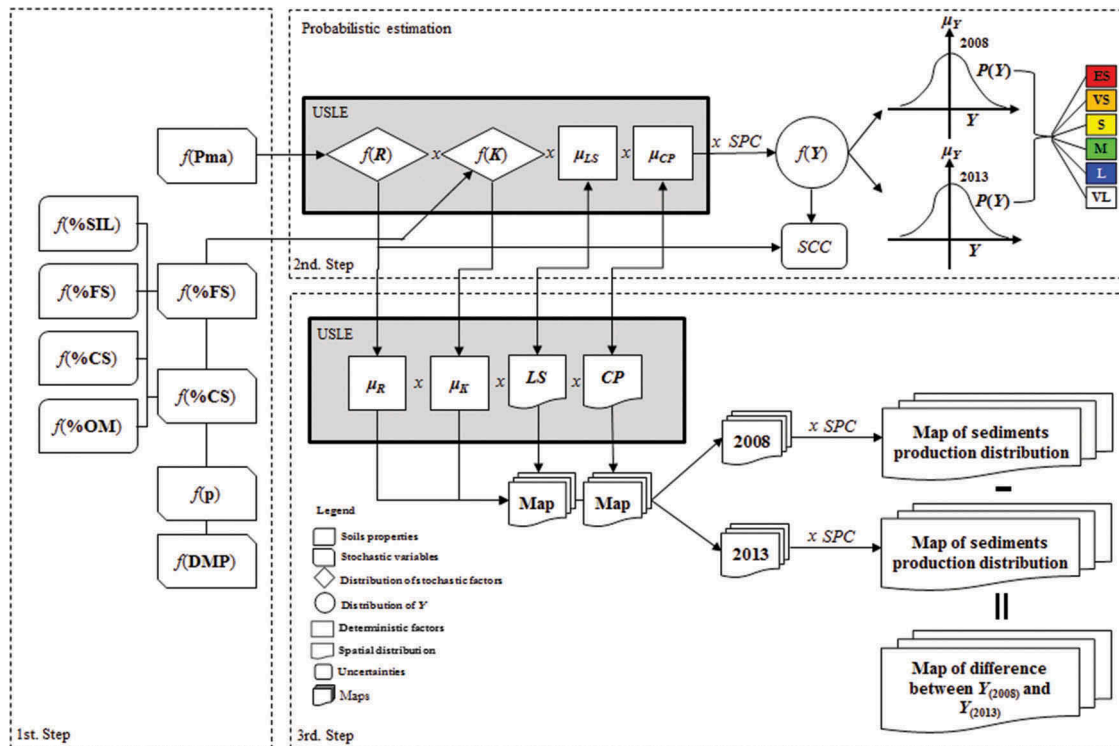 f(Pma)
f(%SIL)
f(%FS)
f(%CS)
f(%OM)
f(%FS)
f(%CS)
f(p)
f(DMP)
1st. Step
Probabilistic estimation
USLE
f(R) x f(K) x μLS x μCP
x SPC
f(Y)
SCC
μY
2008
P(Y)
Y
μY
2013
P(Y)
Y
ES
VS
S
M
L
VL
2nd. Step
USLE
μR x μK x LS x CP
Map
Map
2008
x SPC
Map of sediments
production distribution
-
2013
x SPC
Map of sediments
production distribution
=
Map of difference
between Y(2008) and
Y(2013)
Legend
Soils properties
Stochastic variables
Distribution of stochastic factors
Distribution of Y
Deterministic factors
Spatial distribution
Uncertainties
Maps
3rd. Step